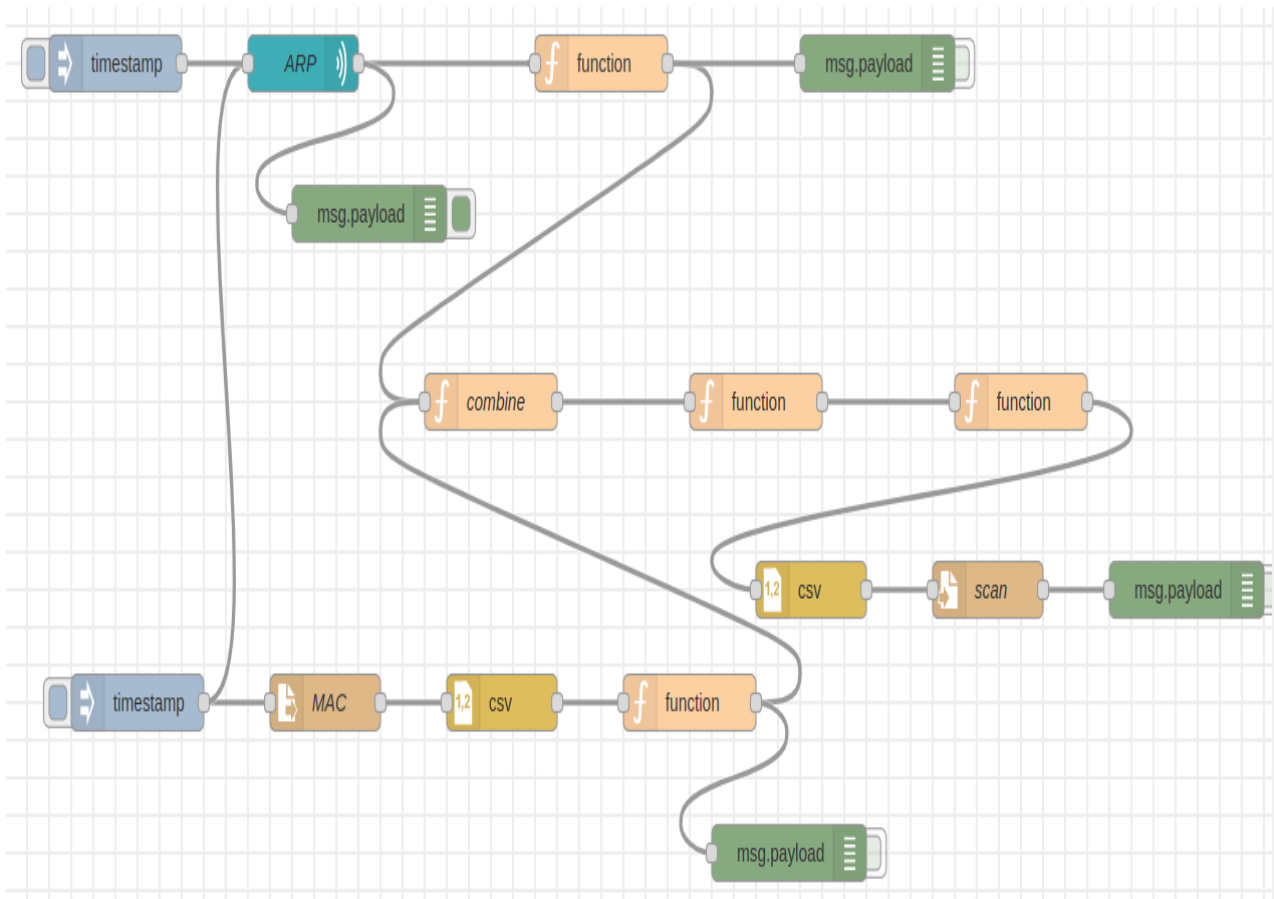 timestamp
ARP
function
msg.payload
msg.payload
combine
function
function
1,2 csv
scan
msg.payload
timestamp
MAC
1,2 csv
function
msg.payload